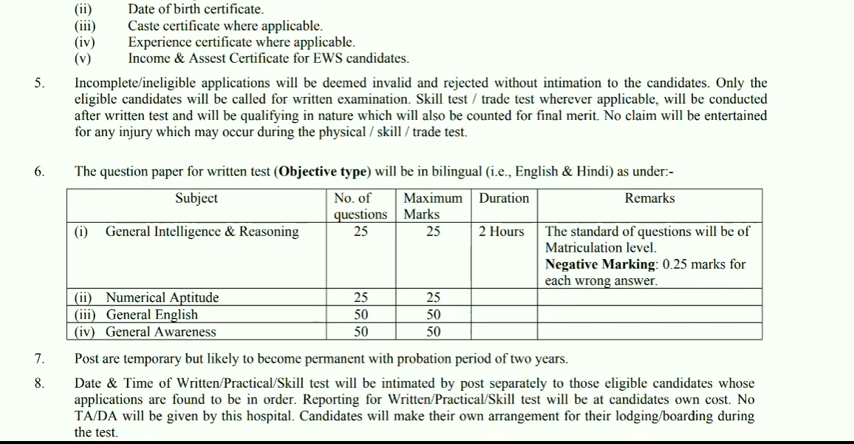 (ii) Date of birth certificate.
(iii) Caste certificate where applicable.
(iv) Experience certificate where applicable.
(v) Income & Assest Certificate for EWS candidates.
5. Incomplete/ineligible applications will be deemed invalid and rejected without intimation to the candidates. Only the
eligible candidates will be called for written examination. Skill test / trade test wherever applicable, will be conducted
after written test and will be qualifying in nature which will also be counted for final merit. No claim will be entertained
for any injury which may occur during the physical / skill / trade test.
6. The question paper for written test (Objective type) will be in bilingual (i.e., English & Hindi) as under:-
Subject No. of questions Maximum Marks Duration Remarks
(i) General Intelligence & Reasoning 25 25 2 Hours The standard of questions will be of
Matriculation level.
Negative Marking: 0.25 marks for
each wrong answer.
(ii) Numerical Aptitude 25 25
(iii) General English 50 50
(iv) General Awareness 50 50
7. Post are temporary but likely to become permanent with probation period of two years.
8. Date & Time of Written/Practical/Skill test will be intimated by post separately to those eligible candidates whose
applications are found to be in order. Reporting for Written/Practical/Skill test will be at candidates own cost. No
TA/DA will be given by this hospital. Candidates will make their own arrangement for their lodging/boarding during
the test.